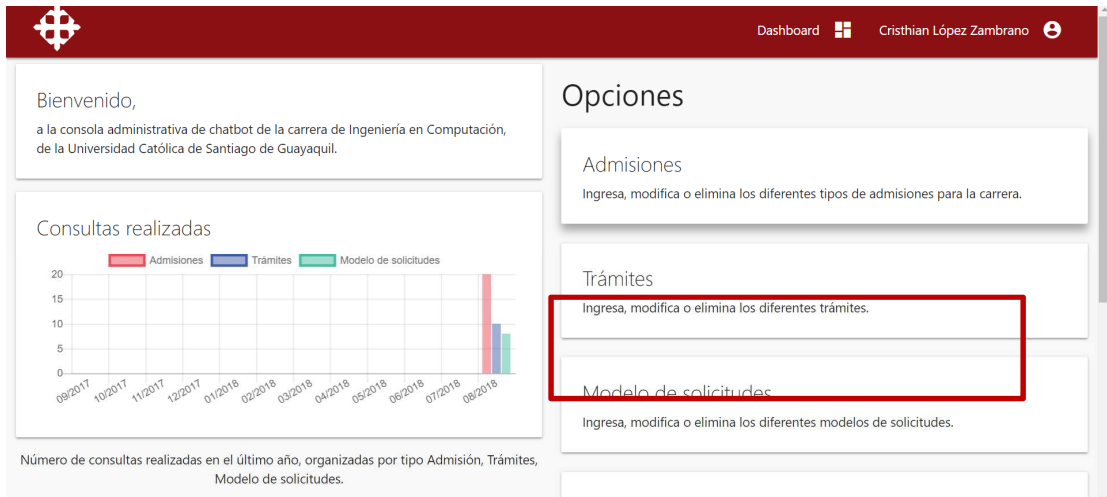 Dashboard
Cristhian López Zambrano
Bienvenido,
a la consola administrativa de chatbot de la carrera de Ingeniería en Computación,
de la Universidad Católica de Santiago de Guayaquil.
Consultas realizadas
Admisiones Trámites Modelo de solicitudes
20
15
10
5
0
09/2017 10/2017 11/2017 12/2017 01/2018 02/2018 03/2018 04/2018 05/2018 06/2018 07/2018 08/2018
Número de consultas realizadas en el último año, organizadas por tipo Admisión, Trámites,
Modelo de solicitudes.
Opciones
Admisiones
Ingresa, modifica o elimina los diferentes tipos de admisiones para la carrera.
Trámites
Ingresa, modifica o elimina los diferentes trámites.
Modelo de solicitudes
Ingresa, modifica o elimina los diferentes modelos de solicitudes.